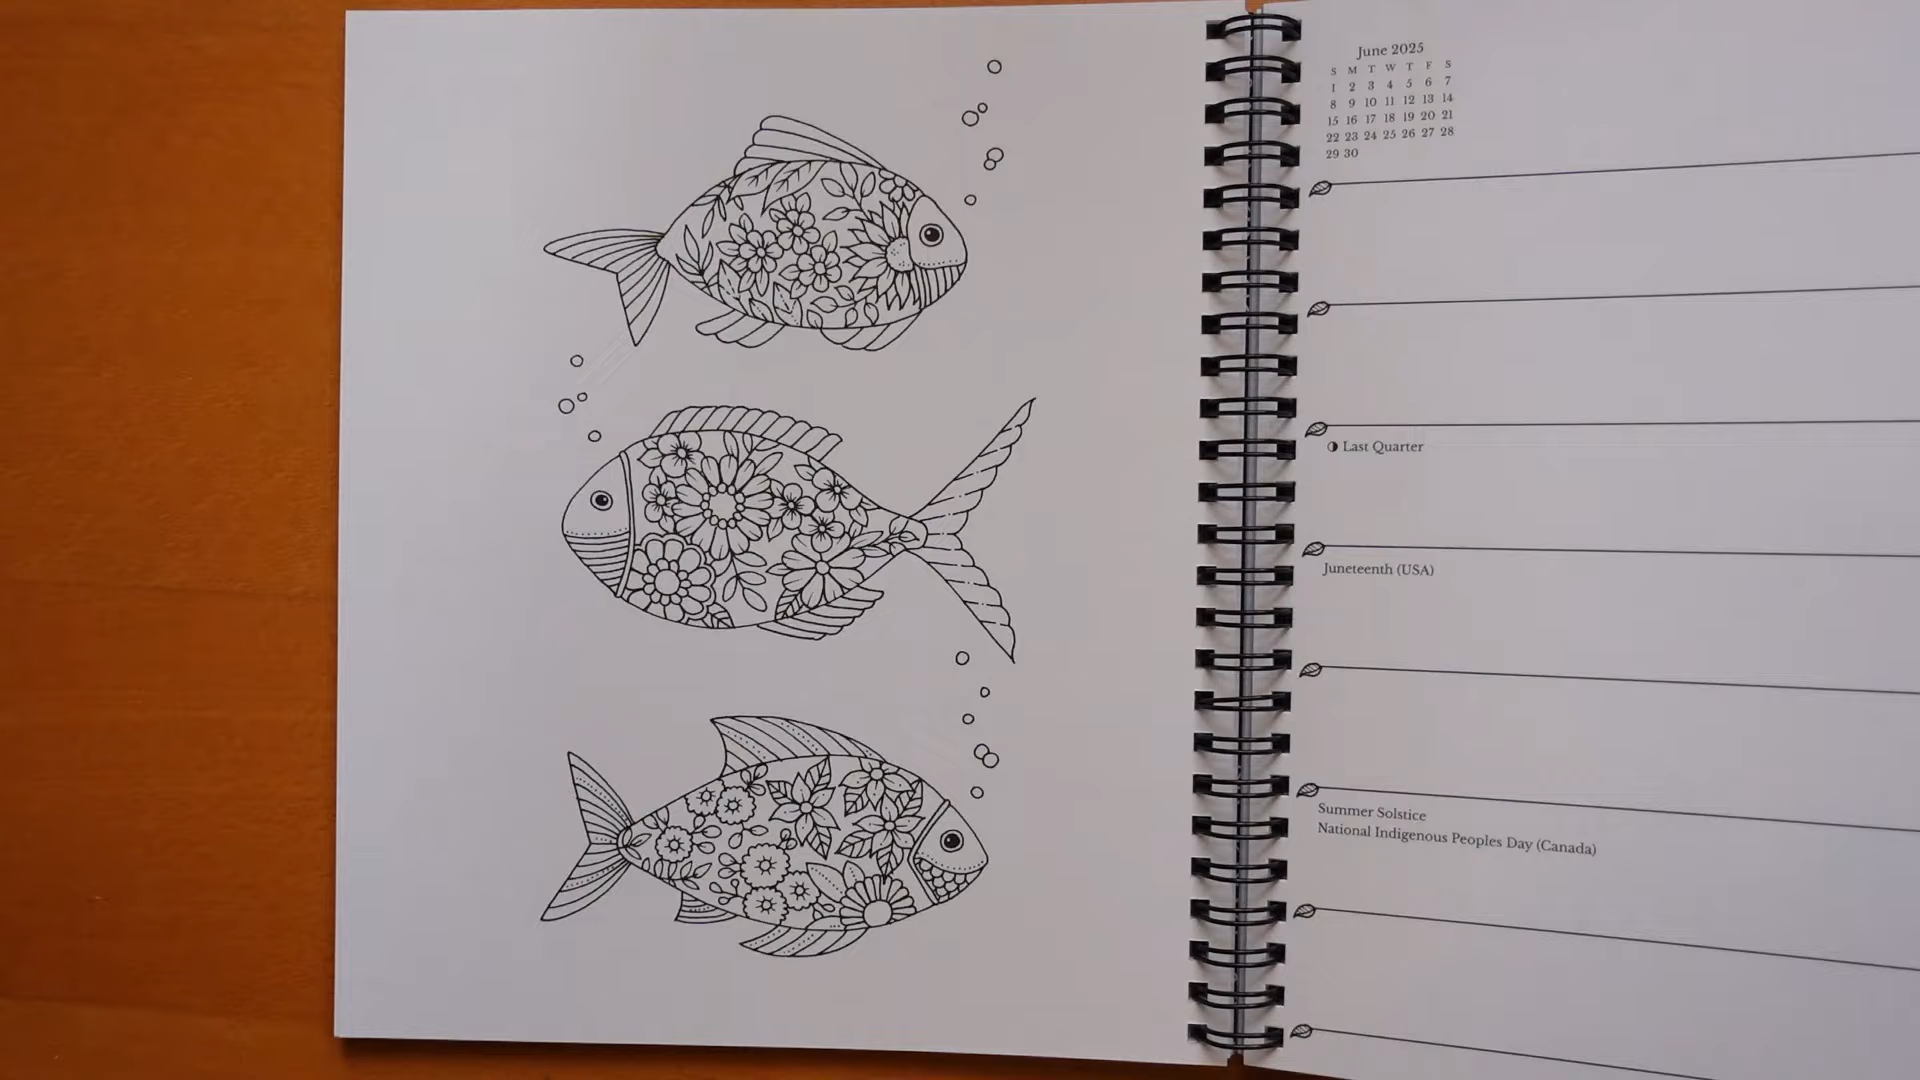 June 2025
S M T W T F S
1 2 3 4 5 6 7
8 9 10 11 12 13 14
15 16 17 18 19 20 21
22 23 24 25 26 27 28
29 30
Last Quarter
Juneteenth (USA)
Summer Solstice
National Indigenous Peoples Day (Canada)